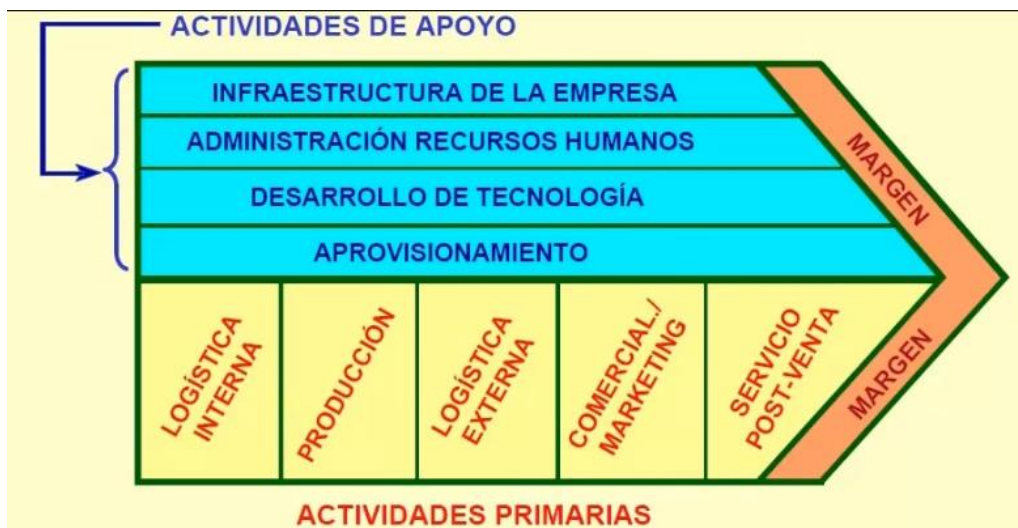 ACTIVIDADES DE APOYO
INFRAESTRUCTURA DE LA EMPRESA
ADMINISTRACIÓN RECURSOS HUMANOS
DESARROLLO DE TECNOLOGÍA
APROVISIONAMIENTO
MARGEN
LOGÍSTICA
INTERNA
PRODUCCIÓN
LOGÍSTICA
EXTERNA
COMERCIAL./
MARKETING
SERVICIO
POST-VENTA
MARGEN
ACTIVIDADES PRIMARIAS